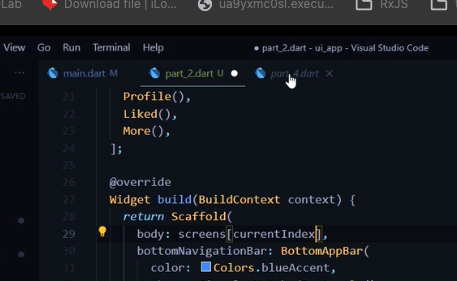 Lab
Download file | iLo...
ua9yxmc0sl.execu...
RxJS
View Go Run Terminal Help
● part_2.dart - ui_app - Visual Studio Code
... main.dart M part_2.dart U ● part_4.dart ×
SAVED
21 Profile(),
22 Liked(),
23 More(),
24 ];
25
26 @override
27 Widget build(BuildContext context) {
28 return Scaffold(
29 body: screens[currentIndex],
30 bottomNavigationBar: BottomAppBar(
31 color: Colors.blueAccent,